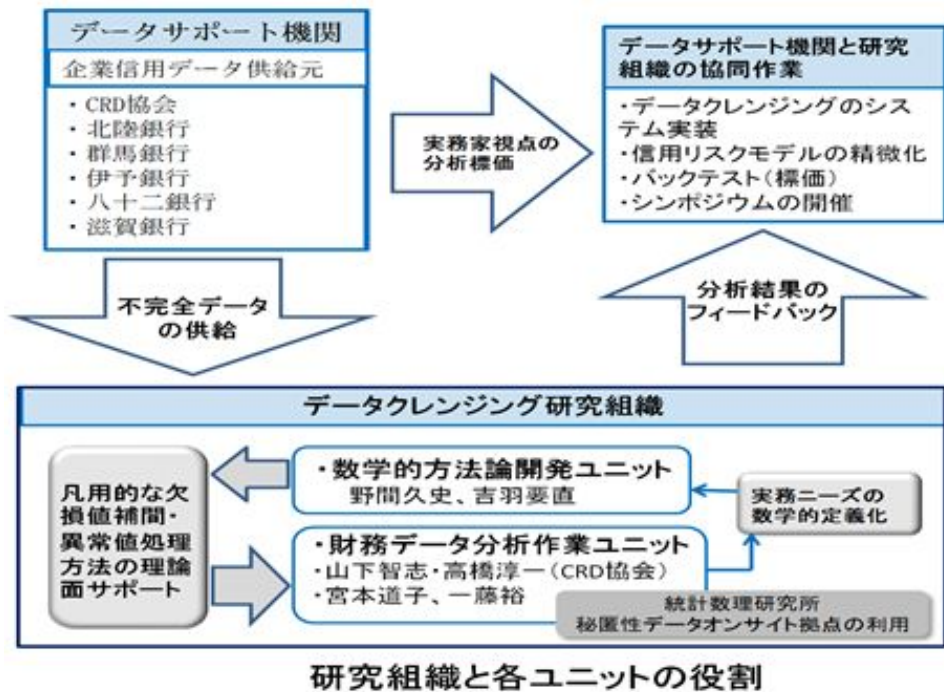 データサポート機関
企業信用データ供給元
・CRD協会
・北陸銀行
・群馬銀行
・伊予銀行
・八十二銀行
・滋賀銀行
実務家視点の
分析標価
データサポート機関と研究
組織の協同作業
・データクレンジングのシス
テム実装
・信用リスクモデルの精微化
・バックテスト(標価)
・シンポジウムの開催
不完全データ
の供給
分析結果の
フィードバック
データクレンジング研究組織
凡用的な欠
損値補間・
異常値処理
方法の理論
面サポート
・数学的方法論開発ユニット
野間久史、吉羽要直
・財務データ分析作業ユニット
・山下智志・高橋淳一(CRD協会)
・宮本道子、一藤裕
実務ニーズの
数学的定義化
統計数理研究所
秘匿性データオンサイト拠点の利用
研究組織と各ユニットの役割